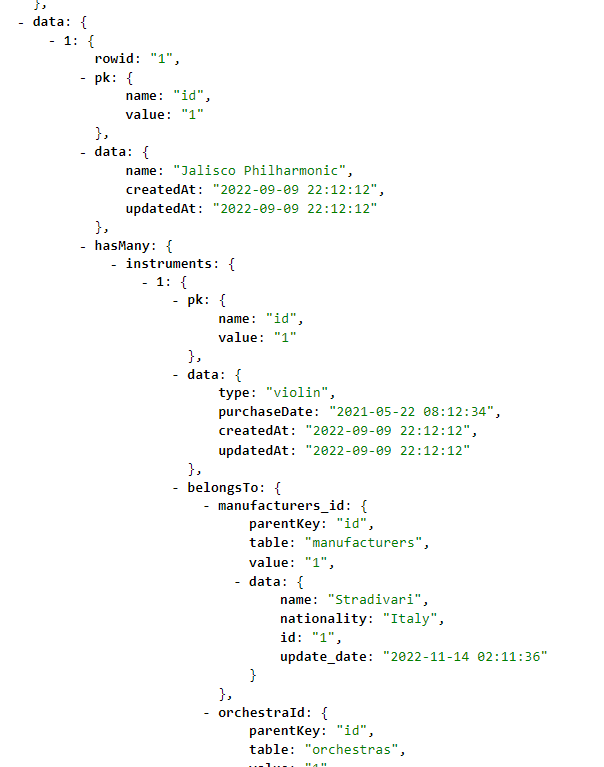 },
- data: {
- 1: {
rowid: "1",
- pk: {
name: "id",
value: "1"
},
- data: {
name: "Jalisco Philharmonic",
createdAt: "2022-09-09 22:12:12",
updatedAt: "2022-09-09 22:12:12"
},
- hasMany: {
- instruments: {
- 1: {
- pk: {
name: "id",
value: "1"
},
- data: {
type: "violin",
purchaseDate: "2021-05-22 08:12:34",
createdAt: "2022-09-09 22:12:12",
updatedAt: "2022-09-09 22:12:12"
},
- belongsTo: {
- manufacturers_id: {
parentKey: "id",
table: "manufacturers",
value: "1",
- data: {
name: "Stradivari",
nationality: "Italy",
id: "1",
update_date: "2022-11-14 02:11:36"
}
},
- orchestraId: {
parentKey: "id",
table: "orchestras",
value: "1"